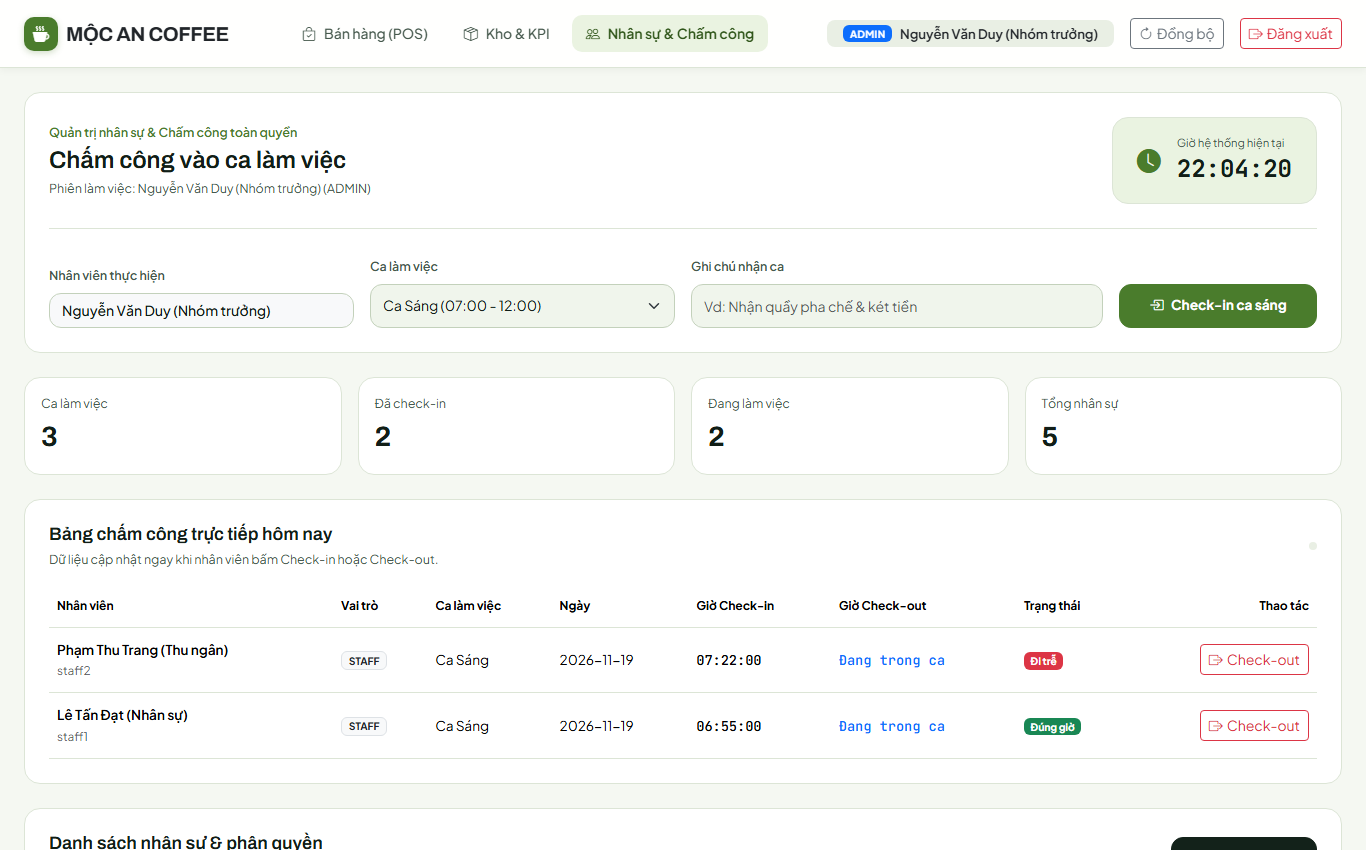 MỘC AN COFFEE
Bán hàng (POS)
Kho & KPI
Nhân sự & Chấm công
ADMIN Nguyễn Văn Duy (Nhóm trưởng)
Đồng bộ
Đăng xuất
Quản trị nhân sự & Chấm công toàn quyền
Chấm công vào ca làm việc
Phiên làm việc: Nguyễn Văn Duy (Nhóm trưởng) (ADMIN)
Giờ hệ thống hiện tại
22:04:20
Nhân viên thực hiện
Nguyễn Văn Duy (Nhóm trưởng)
Ca làm việc
Ca Sáng (07:00 - 12:00)
Ghi chú nhận ca
Vd: Nhận quầy pha chế & két tiền
Check-in ca sáng
Ca làm việc
3
Đã check-in
2
Đang làm việc
2
Tổng nhân sự
5
Bảng chấm công trực tiếp hôm nay
Dữ liệu cập nhật ngay khi nhân viên bấm Check-in hoặc Check-out.
Nhân viên Vai trò Ca làm việc Ngày Giờ Check-in Giờ Check-out Trạng thái Thao tác
Phạm Thu Trang (Thu ngân) STAFF Ca Sáng 2026-11-19 07:22:00 Đang trong ca Đi trễ Check-out
staff2
Lê Tấn Đạt (Nhân sự) STAFF Ca Sáng 2026-11-19 06:55:00 Đang trong ca Đúng giờ Check-out
staff1
Danh sách nhân sự & phân quyền